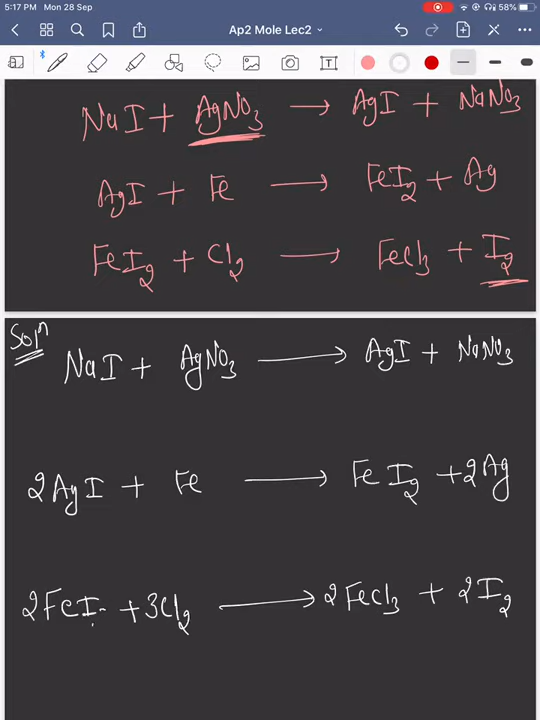 5:17 PM Mon 28 Sep 58%
Ap2 Mole Lec2
T
NaI + AgNO3 → AgI + NaNO3
AgI + Fe → FeI2 + Ag
FeI2 + Cl2 → FeCl3 + I2
Soln
NaI + AgNO3 → AgI + NaNO3
2AgI + Fe → FeI2 + 2Ag
2FeI + 3Cl2 → 2FeCl3 + 2I2